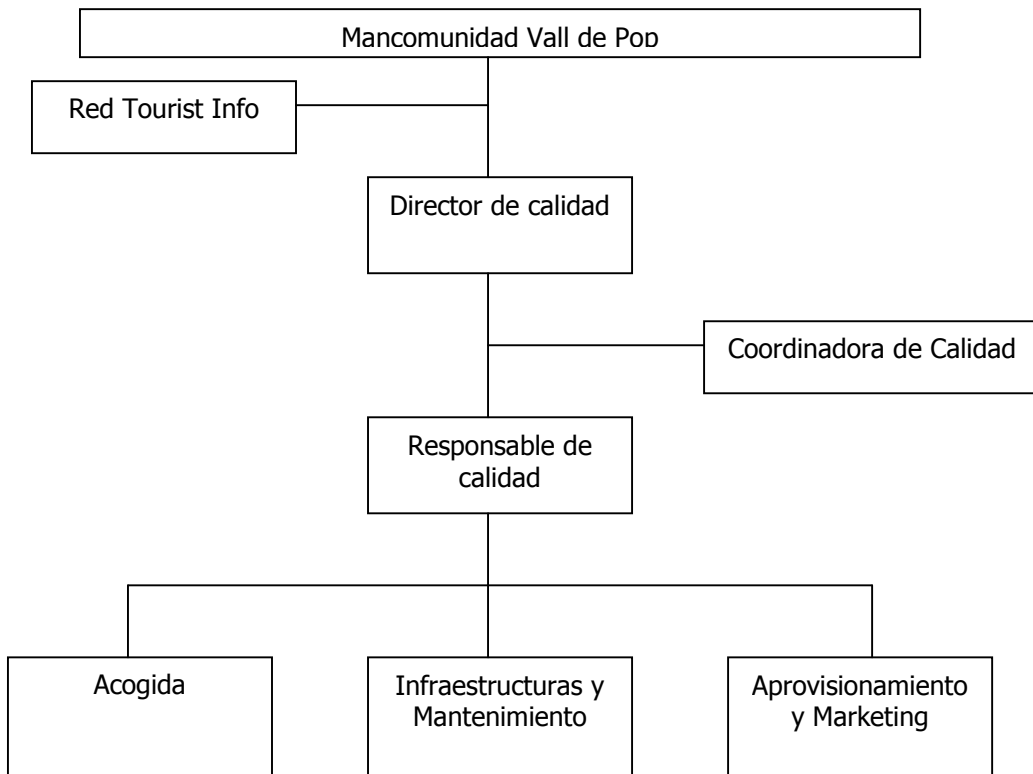 Mancomunidad Vall de Pop
Red Tourist Info
Director de calidad
Coordinadora de Calidad
Responsable de
calidad
Acogida
Infraestructuras y
Mantenimiento
Aprovisionamiento
y Marketing